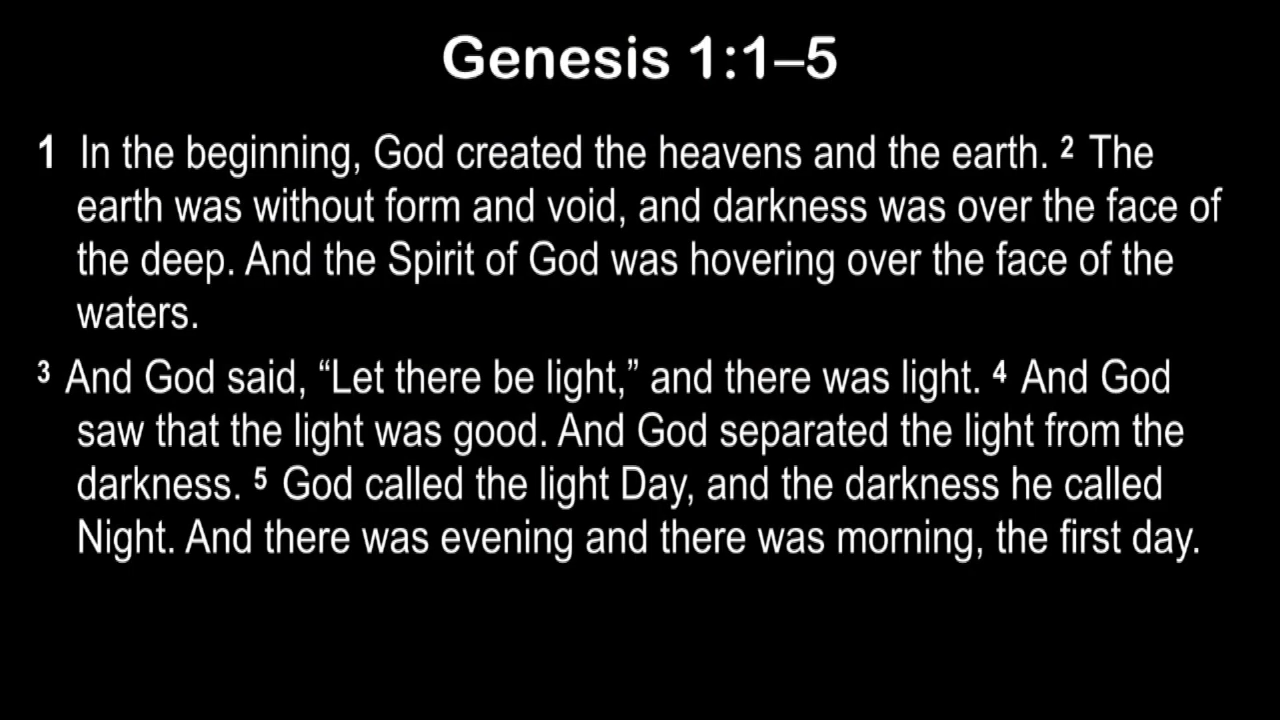 Genesis 1:1–5
1 In the beginning, God created the heavens and the earth. 2 The
earth was without form and void, and darkness was over the face of
the deep. And the Spirit of God was hovering over the face of the
waters.
3 And God said, “Let there be light,” and there was light. 4 And God
saw that the light was good. And God separated the light from the
darkness. 5 God called the light Day, and the darkness he called
Night. And there was evening and there was morning, the first day.